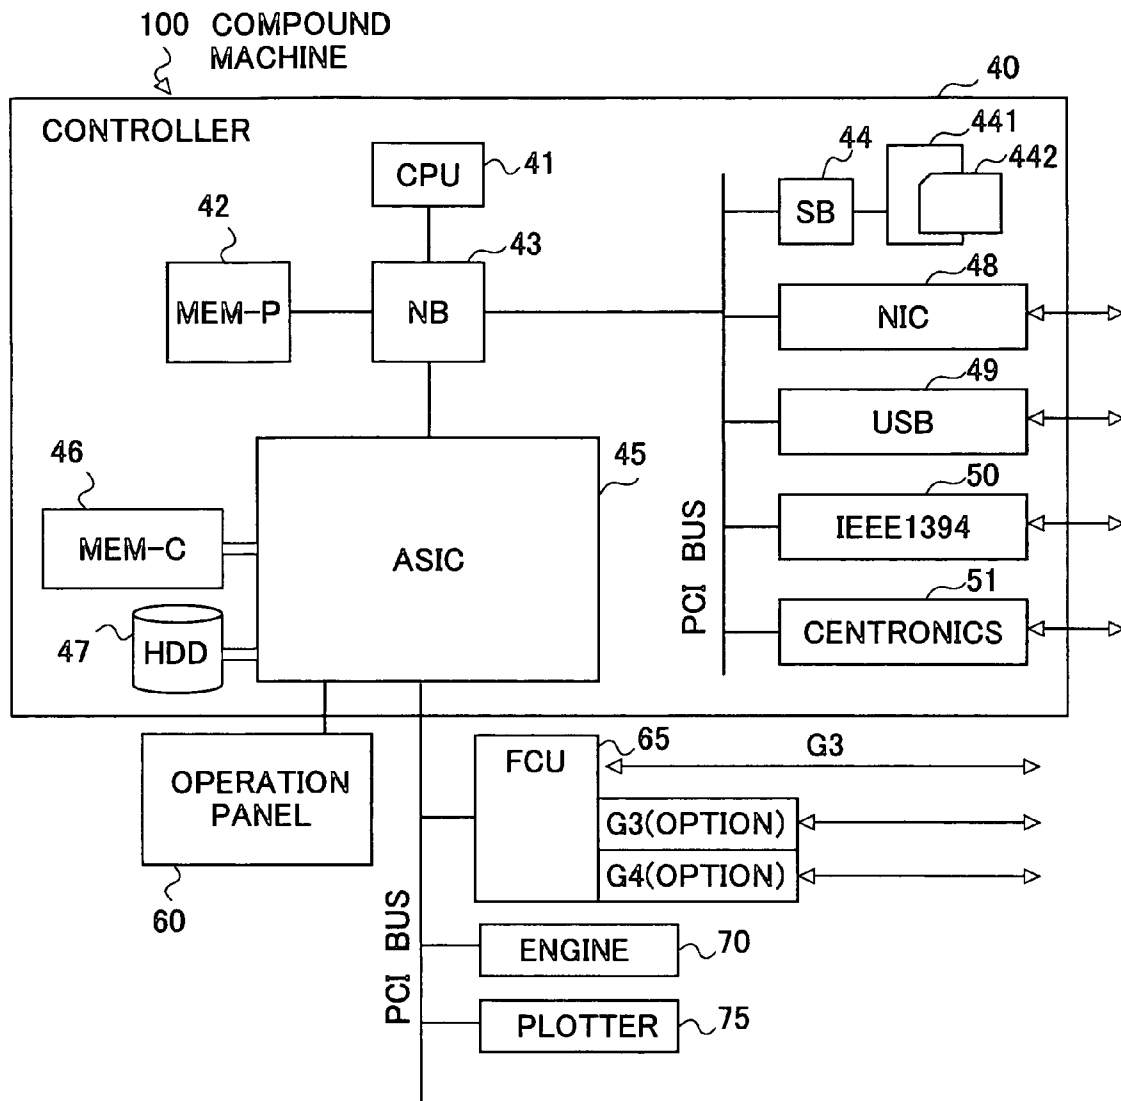 100 COMPOUND
MACHINE
40
CONTROLLER
441
44
442
CPU
41
SB
42
43
48
MEM-P
NB
NIC
49
USB
46
45
50
MEM-C
ASIC
IEEE1394
PCI BUS
51
47
HDD
CENTRONICS
65
G3
FCU
OPERATION
PANEL
G3(OPTION)
G4(OPTION)
60
PCI BUS
ENGINE
70
PLOTTER
75